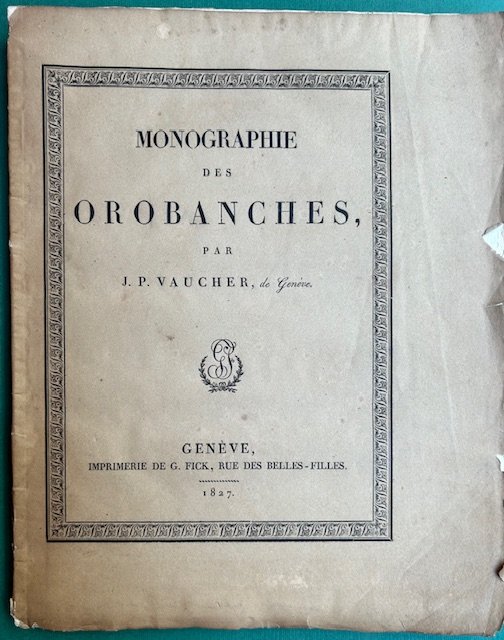 MONOGRAPHIE
DES
OROBANCHES,
PAR
J. P. VAUCHER, de Genève.
GENÈVE,
IMPRIMERIE DE G. FICK, RUE DES BELLES-FILLES.
1827.